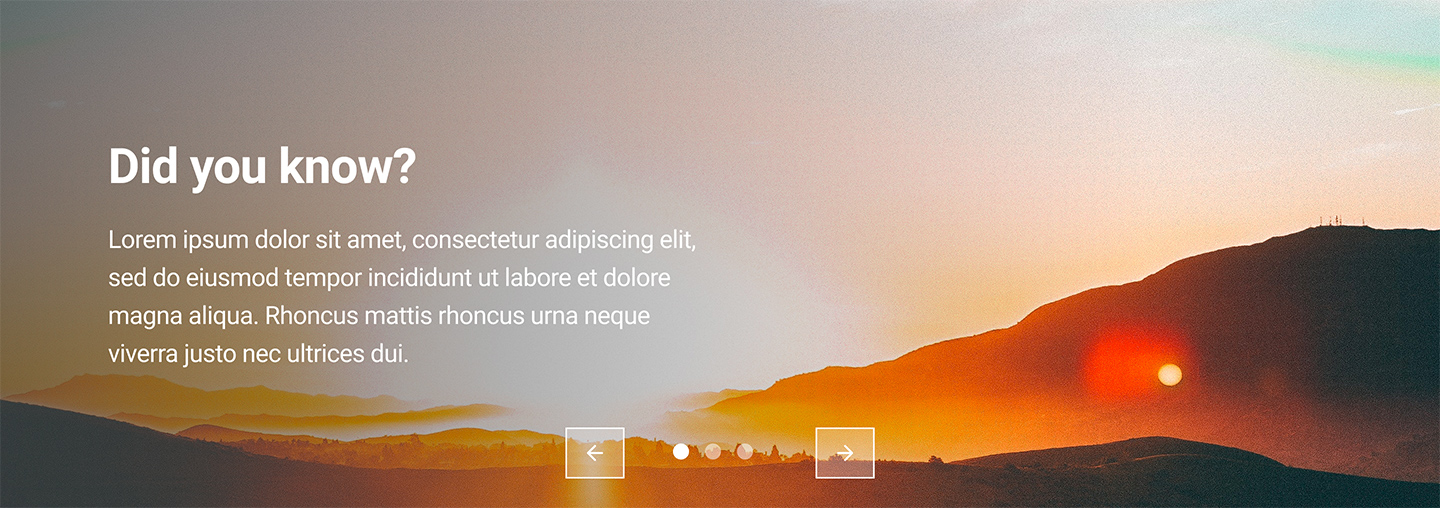 Did you know?
Lorem ipsum dolor sit amet, consectetur adipiscing elit,
sed do eiusmod tempor incididunt ut labore et dolore
magna aliqua. Rhoncus mattis rhoncus urna neque
viverra justo nec ultrices dui.